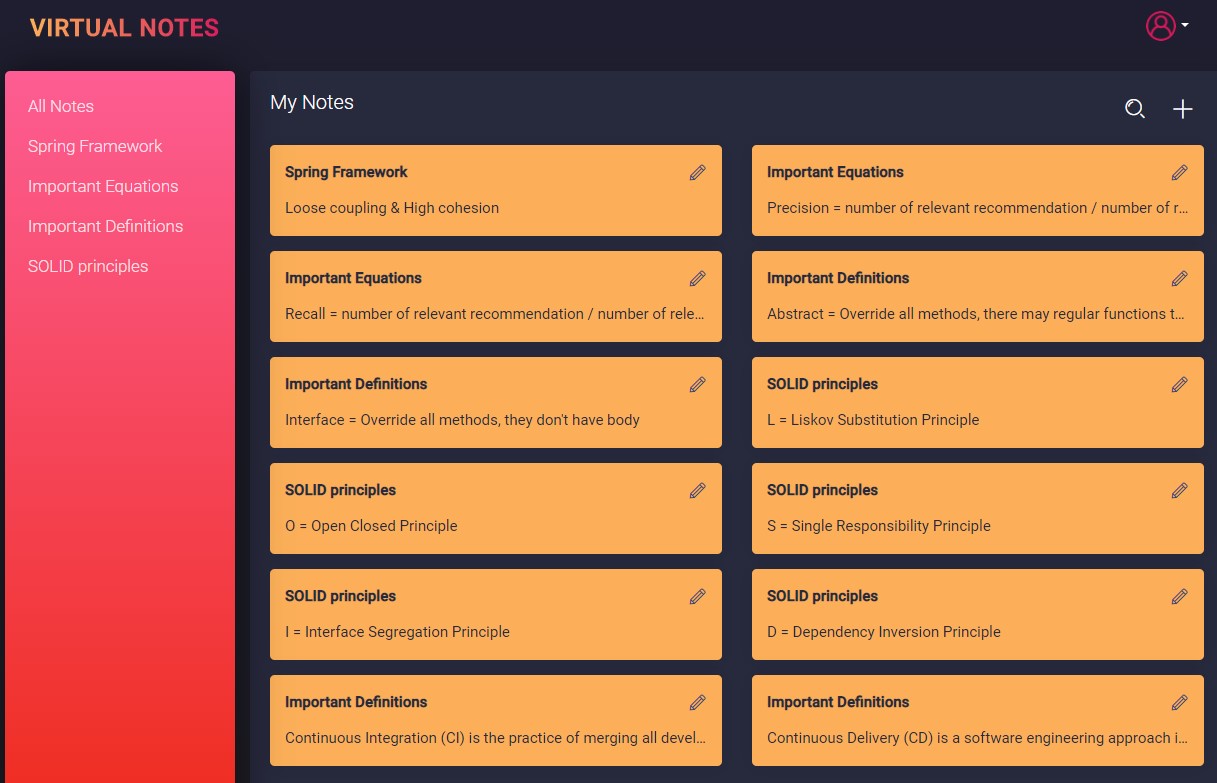 VIRTUAL NOTES
All Notes
Spring Framework
Important Equations
Important Definitions
SOLID principles
My Notes
Spring Framework
Loose coupling & High cohesion
Important Equations
Precision = number of relevant recommendation / number of r...
Important Equations
Recall = number of relevant recommendation / number of rele...
Important Definitions
Abstract = Override all methods, there may regular functions t...
Important Definitions
Interface = Override all methods, they don't have body
SOLID principles
L = Liskov Substitution Principle
SOLID principles
O = Open Closed Principle
SOLID principles
S = Single Responsibility Principle
SOLID principles
I = Interface Segregation Principle
SOLID principles
D = Dependency Inversion Principle
Important Definitions
Continuous Integration (CI) is the practice of merging all devel...
Important Definitions
Continuous Delivery (CD) is a software engineering approach i...